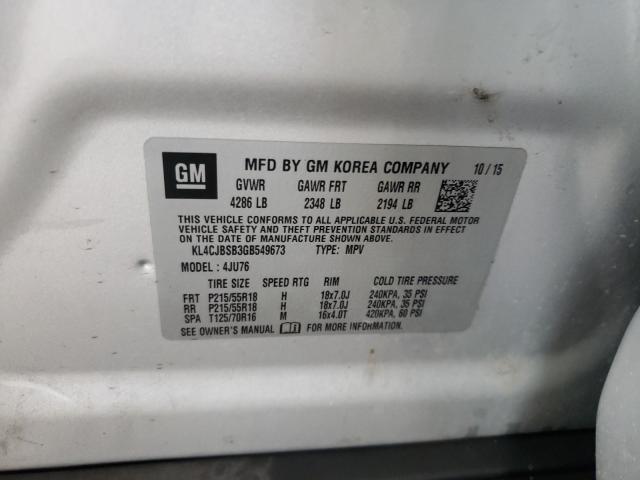 GM MFD BY GM KOREA COMPANY 10/15
GVWR GAWR FRT GAWR RR
4286 LB 2348 LB 2194 LB
THIS VEHICLE CONFORMS TO ALL APPLICABLE U.S. FEDERAL MOTOR
VEHICLE SAFETY AND THEFT PREVENTION STANDARDS IN EFFECT
ON THE DATE OF MANUFACTURE SHOWN ABOVE.
KL4CJBSB3GB549673 TYPE: MPV
MODEL : 4JU76
TIRE SIZE SPEED RTG RIM COLD TIRE PRESSURE
FRT P215/55R18 H 18x7.0J 240KPA, 35 PSI
RR P215/55R18 H 18x7.0J 240KPA, 35 PSI
SPA T125/70R16 M 16x4.0T 420KPA, 60 PSI
SEE OWNER'S MANUAL FOR MORE INFORMATION.